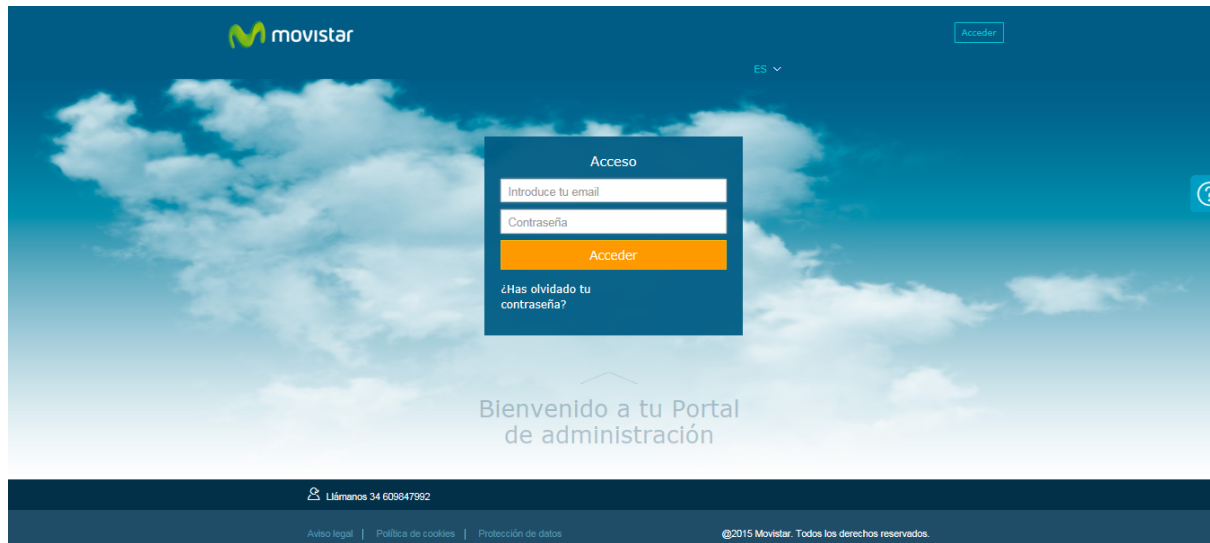 movistar
Acceder
ES
Acceso
Introduce tu email
Contraseña
Acceder
¿Has olvidado tu
contraseña?
Bienvenido a tu Portal
de administración
Llámanos 34 609847992
Aviso legal | Política de cookies | Protección de datos
@2015 Movistar. Todos los derechos reservados.